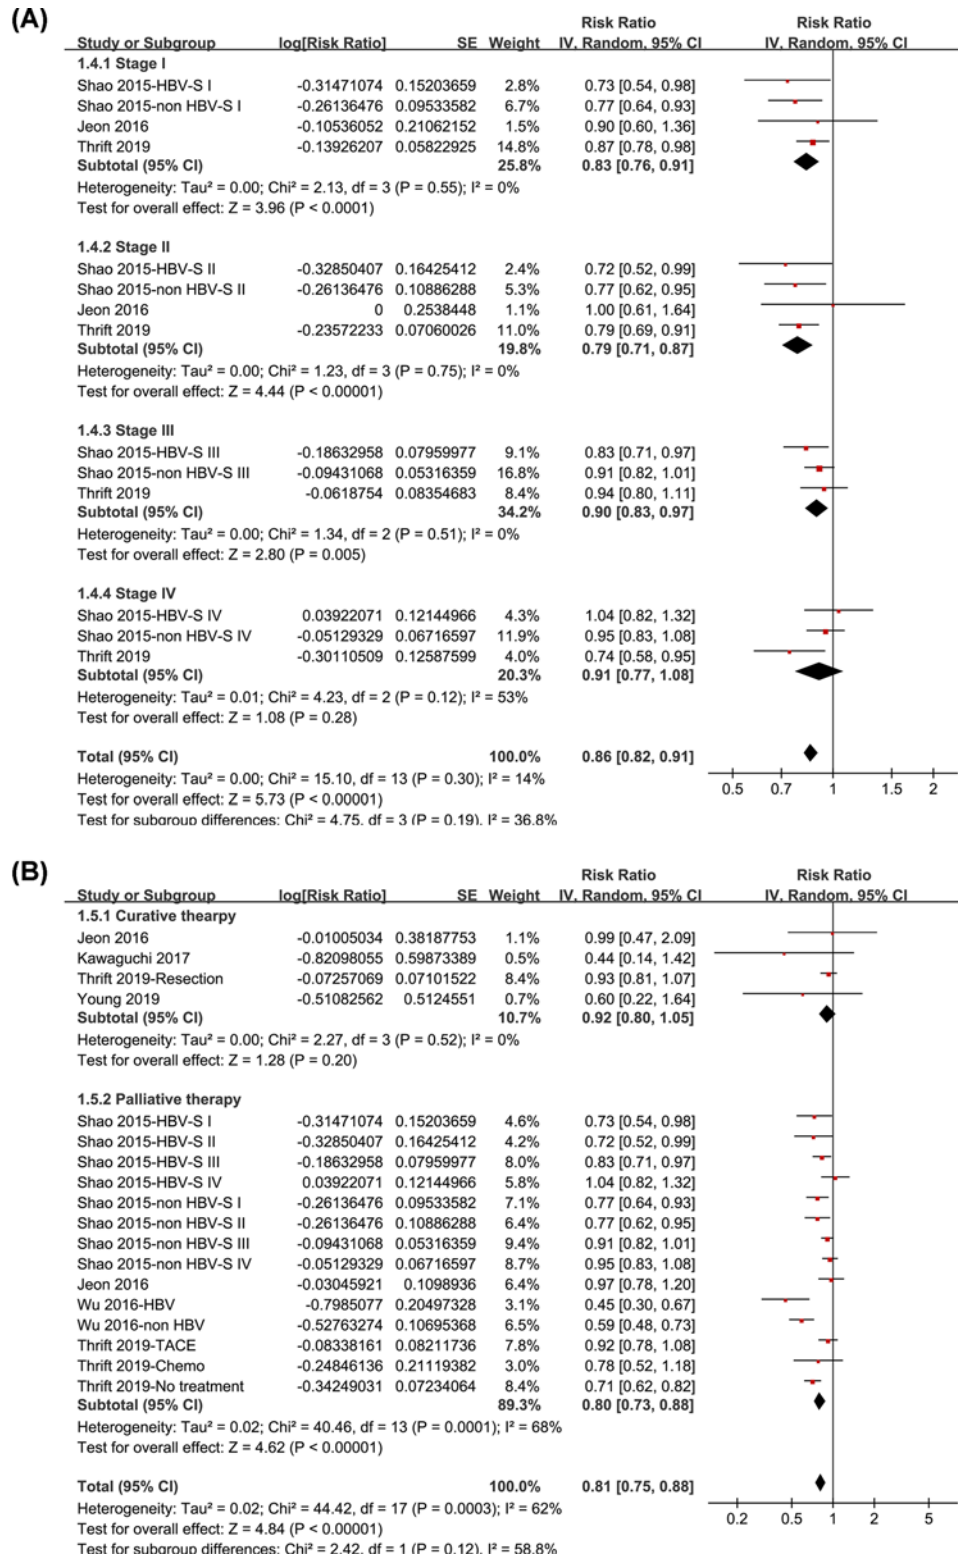 (A)
Risk Ratio Risk Ratio
Study or Subgroup log[Risk Ratio] SE Weight IV, Random, 95% CI IV, Random, 95% CI
1.4.1 Stage I
Shao 2015-HBV-S I -0.31471074 0.15203659 2.8% 0.73 [0.54, 0.98]
Shao 2015-non HBV-S I -0.26136476 0.09533582 6.7% 0.77 [0.64, 0.93]
Jeon 2016 -0.10536052 0.21062152 1.5% 0.90 [0.60, 1.36]
Thrift 2019 -0.13926207 0.05822925 14.8% 0.87 [0.78, 0.98]
Subtotal (95% CI) 25.8% 0.83 [0.76, 0.91]
Heterogeneity: Tau² = 0.00; Chi² = 2.13, df = 3 (P = 0.55); I² = 0%
Test for overall effect: Z = 3.96 (P < 0.0001)
1.4.2 Stage II
Shao 2015-HBV-S II -0.32850407 0.16425412 2.4% 0.72 [0.52, 0.99]
Shao 2015-non HBV-S II -0.26136476 0.10886288 5.3% 0.77 [0.62, 0.95]
Jeon 2016 0 0.2538448 1.1% 1.00 [0.61, 1.64]
Thrift 2019 -0.23572233 0.07060026 11.0% 0.79 [0.69, 0.91]
Subtotal (95% CI) 19.8% 0.79 [0.71, 0.87]
Heterogeneity: Tau² = 0.00; Chi² = 1.23, df = 3 (P = 0.75); I² = 0%
Test for overall effect: Z = 4.44 (P < 0.00001)
1.4.3 Stage III
Shao 2015-HBV-S III -0.18632958 0.07959977 9.1% 0.83 [0.71, 0.97]
Shao 2015-non HBV-S III -0.09431068 0.05316359 16.8% 0.91 [0.82, 1.01]
Thrift 2019 -0.0618754 0.08354683 8.4% 0.94 [0.80, 1.11]
Subtotal (95% CI) 34.2% 0.90 [0.83, 0.97]
Heterogeneity: Tau² = 0.00; Chi² = 1.34, df = 2 (P = 0.51); I² = 0%
Test for overall effect: Z = 2.80 (P = 0.005)
1.4.4 Stage IV
Shao 2015-HBV-S IV 0.03922071 0.12144966 4.3% 1.04 [0.82, 1.32]
Shao 2015-non HBV-S IV -0.05129329 0.06716597 11.9% 0.95 [0.83, 1.08]
Thrift 2019 -0.30110509 0.12587599 4.0% 0.74 [0.58, 0.95]
Subtotal (95% CI) 20.3% 0.91 [0.77, 1.08]
Heterogeneity: Tau² = 0.01; Chi² = 4.23, df = 2 (P = 0.12); I² = 53%
Test for overall effect: Z = 1.08 (P = 0.28)
Total (95% CI) 100.0% 0.86 [0.82, 0.91]
Heterogeneity: Tau² = 0.00; Chi² = 15.10, df = 13 (P = 0.30); I² = 14%
Test for overall effect: Z = 5.73 (P < 0.00001)
Test for subgroup differences: Chi² = 4.75, df = 3 (P = 0.19), I² = 36.8%
0.5 0.7 1 1.5 2
(B)
Risk Ratio Risk Ratio
Study or Subgroup log[Risk Ratio] SE Weight IV, Random, 95% CI IV, Random, 95% CI
1.5.1 Curative thearpy
Jeon 2016 -0.01005034 0.38187753 1.1% 0.99 [0.47, 2.09]
Kawaguchi 2017 -0.82098055 0.59873389 0.5% 0.44 [0.14, 1.42]
Thrift 2019-Resection -0.07257069 0.07101522 8.4% 0.93 [0.81, 1.07]
Young 2019 -0.51082562 0.5124551 0.7% 0.60 [0.22, 1.64]
Subtotal (95% CI) 10.7% 0.92 [0.80, 1.05]
Heterogeneity: Tau² = 0.00; Chi² = 2.27, df = 3 (P = 0.52); I² = 0%
Test for overall effect: Z = 1.28 (P = 0.20)
1.5.2 Palliative therapy
Shao 2015-HBV-S I -0.31471074 0.15203659 4.6% 0.73 [0.54, 0.98]
Shao 2015-HBV-S II -0.32850407 0.16425412 4.2% 0.72 [0.52, 0.99]
Shao 2015-HBV-S III -0.18632958 0.07959977 8.0% 0.83 [0.71, 0.97]
Shao 2015-HBV-S IV 0.03922071 0.12144966 5.8% 1.04 [0.82, 1.32]
Shao 2015-non HBV-S I -0.26136476 0.09533582 7.1% 0.77 [0.64, 0.93]
Shao 2015-non HBV-S II -0.26136476 0.10886288 6.4% 0.77 [0.62, 0.95]
Shao 2015-non HBV-S III -0.09431068 0.05316359 9.4% 0.91 [0.82, 1.01]
Shao 2015-non HBV-S IV -0.05129329 0.06716597 8.7% 0.95 [0.83, 1.08]
Jeon 2016 -0.03045921 0.1098936 6.4% 0.97 [0.78, 1.20]
Wu 2016-HBV -0.7985077 0.20497328 3.1% 0.45 [0.30, 0.67]
Wu 2016-non HBV -0.52763274 0.10695368 6.5% 0.59 [0.48, 0.73]
Thrift 2019-TACE -0.08338161 0.08211736 7.8% 0.92 [0.78, 1.08]
Thrift 2019-Chemo -0.24846136 0.21119382 3.0% 0.78 [0.52, 1.18]
Thrift 2019-No treatment -0.34249031 0.07234064 8.4% 0.71 [0.62, 0.82]
Subtotal (95% CI) 89.3% 0.80 [0.73, 0.88]
Heterogeneity: Tau² = 0.02; Chi² = 40.46, df = 13 (P = 0.0001); I² = 68%
Test for overall effect: Z = 4.62 (P < 0.00001)
Total (95% CI) 100.0% 0.81 [0.75, 0.88]
Heterogeneity: Tau² = 0.02; Chi² = 44.42, df = 17 (P = 0.0003); I² = 62%
Test for overall effect: Z = 4.84 (P < 0.00001)
Test for subgroup differences: Chi² = 2.42, df = 1 (P = 0.12), I² = 58.8%
0.2 0.5 1 2 5